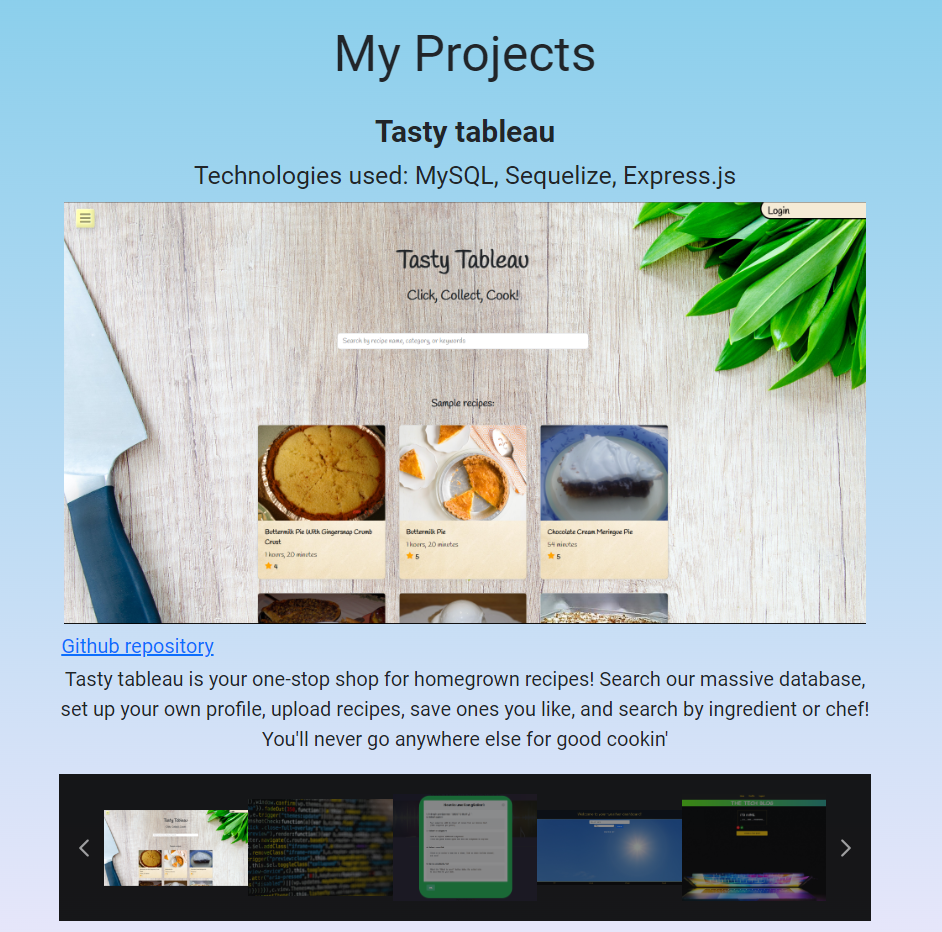 My Projects
Tasty tableau
Technologies used: MySQL, Sequelize, Express.js
Login
Tasty Tableau
Click, Collect, Cook!
Search by recipe name, category, or keywords
Sample recipes:
Buttermilk Pie With Gingersnap Crumb
Crust
1 hours, 20 minutes
4
Buttermilk Pie
1 hours, 20 minutes
5
Chocolate Cream Meringue Pie
54 minutes
5
Github repository
Tasty tableau is your one-stop shop for homegrown recipes! Search our massive database,
set up your own profile, upload recipes, save ones you like, and search by ingredient or chef!
You'll never go anywhere else for good cookin'
Tasty Tableau
THE TECH BLOG